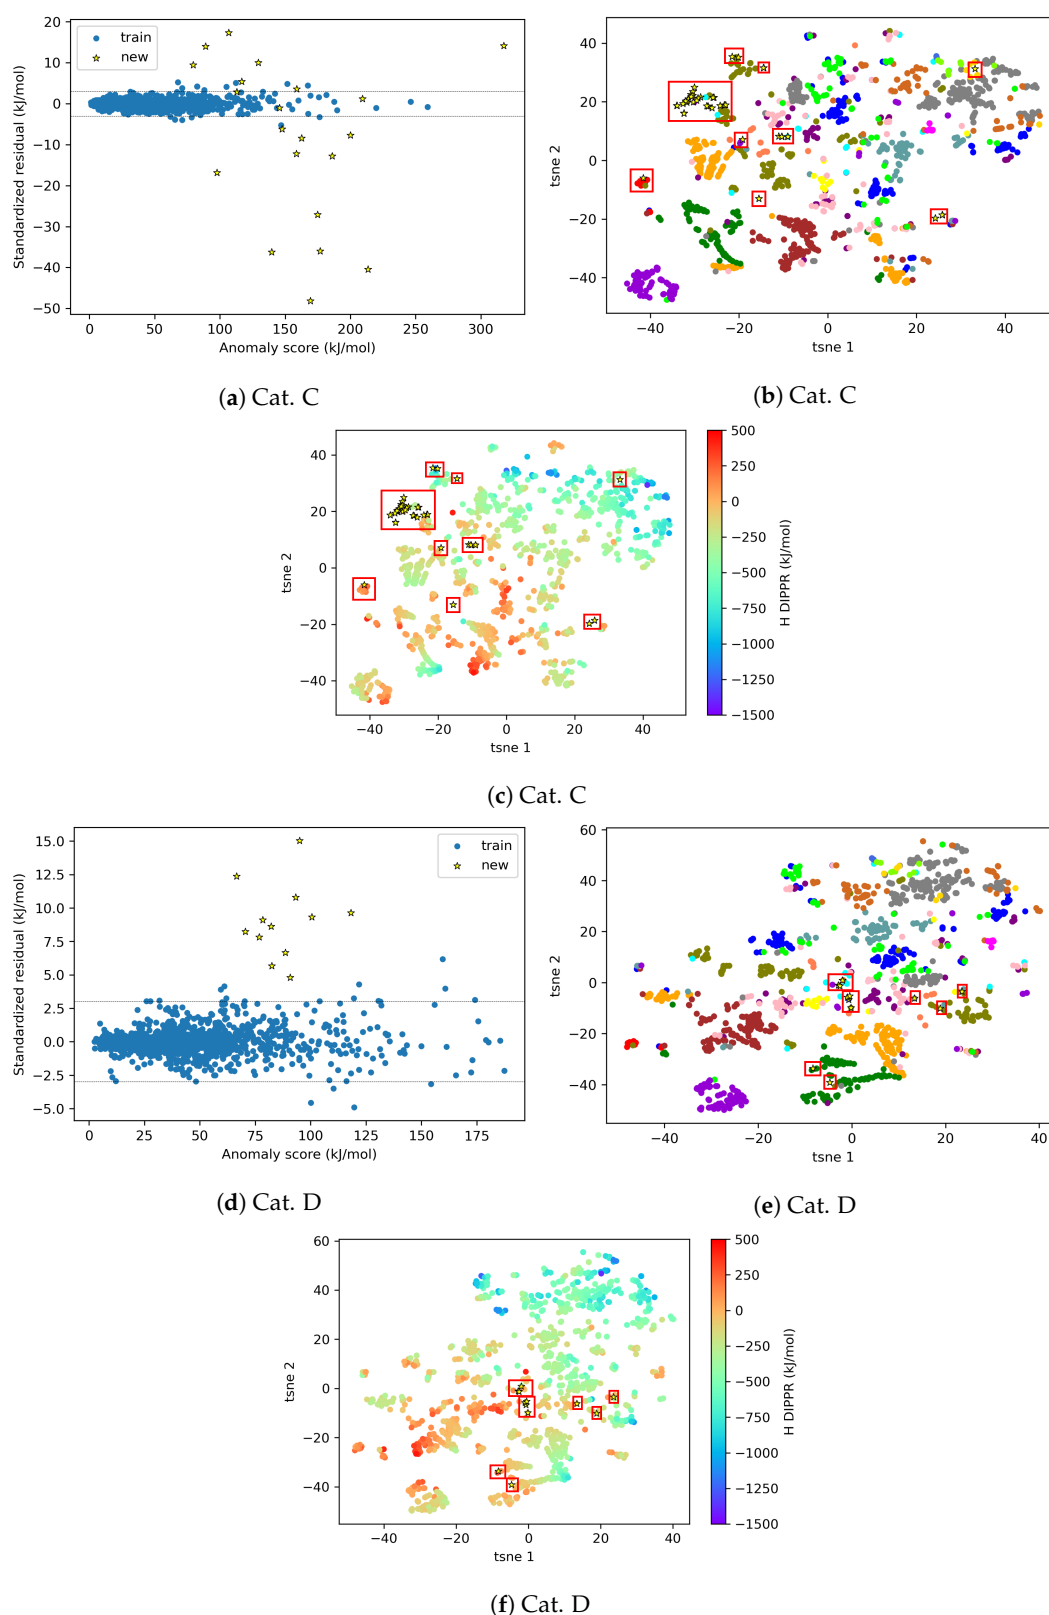 20
10
0
−10
−20
−30
−40
−50
Standardized residual (kJ/mol)
train
new
0 50 100 150 200 250 300
Anomaly score (kJ/mol)
(a) Cat. C
40
20
0
−20
−40
tsne 2
−40 −20 0 20 40
tsne 1
(b) Cat. C
40
20
0
−20
−40
tsne 2
−40 −20 0 20 40
tsne 1
500
250
0
−250
−500
−750
−1000
−1250
−1500
H DIPPR (kJ/mol)
(c) Cat. C
15.0
12.5
10.0
7.5
5.0
2.5
0.0
−2.5
−5.0
Standardized residual (kJ/mol)
train
new
0 25 50 75 100 125 150 175
Anomaly score (kJ/mol)
(d) Cat. D
60
40
20
0
−20
−40
tsne 2
−40 −20 0 20 40
tsne 1
(e) Cat. D
60
40
20
0
−20
−40
tsne 2
−40 −20 0 20 40
tsne 1
500
250
0
−250
−500
−750
−1000
−1250
−1500
H DIPPR (kJ/mol)
(f) Cat. D